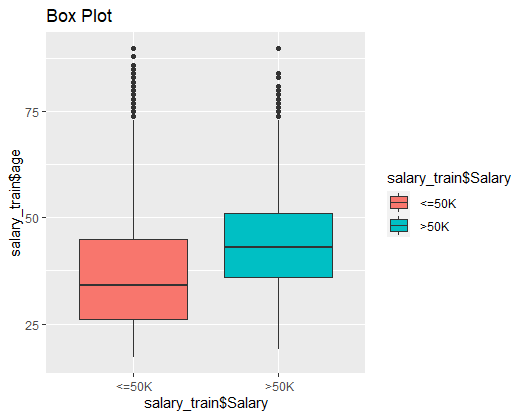 Box Plot
salary_train$age
75
50
25
<=50K
>50K
salary_train$Salary
salary_train$Salary
<=50K
>50K